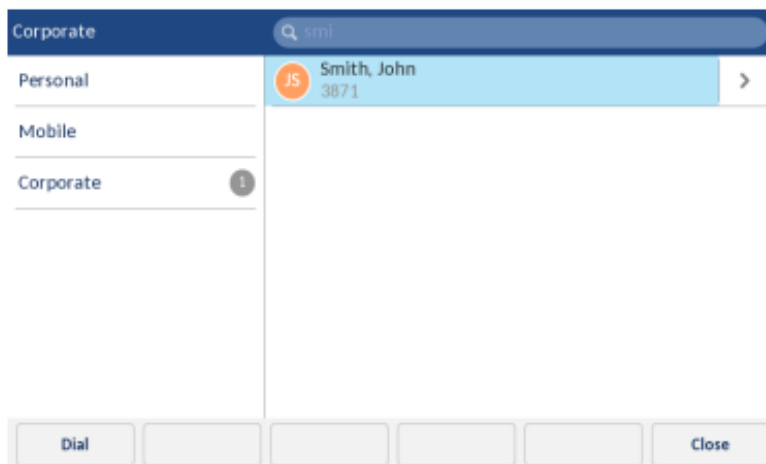 Corporate
smi
Personal
Mobile
Corporate 1
JS
Smith, John
3871
Dial
Close